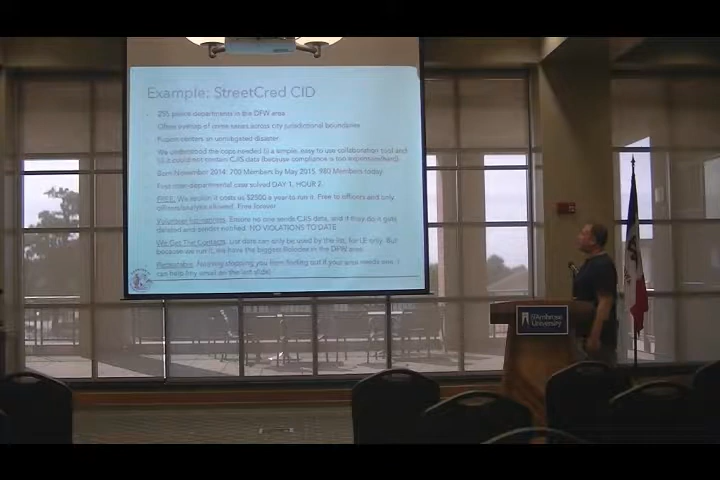 Example: StreetCred CID
255 police departments in the DFW area
Often overlap of crime series across city jurisdictional boundaries
Fusion centers an unmitigated disaster
We understood the cops needed i) a simple, easy to use collaboration tool and
ii) it could not contain CJIS data (because compliance is too expensive/hard)
Born November 2014: 700 Members by May 2015. 980 Members today.
First inter-departmental case solved DAY 1, HOUR 2.
FREE. We reckon it costs us $2500 a year to run it. Free to officers and only
officers/analysts allowed. Free forever.
Volunteer Ensure no one sends CJIS data, and if they do it gets
deleted and sender notified. NO VIOLATIONS TO DATE
We Get The Contacts. List data can only be used by the list, for LE only. But
because we run it, we have the biggest Rolodex in the DFW area.
Repeatable. Nothing stopping you from finding out if your area needs one. I
can help (my email on the last slide)
St. Ambrose
University